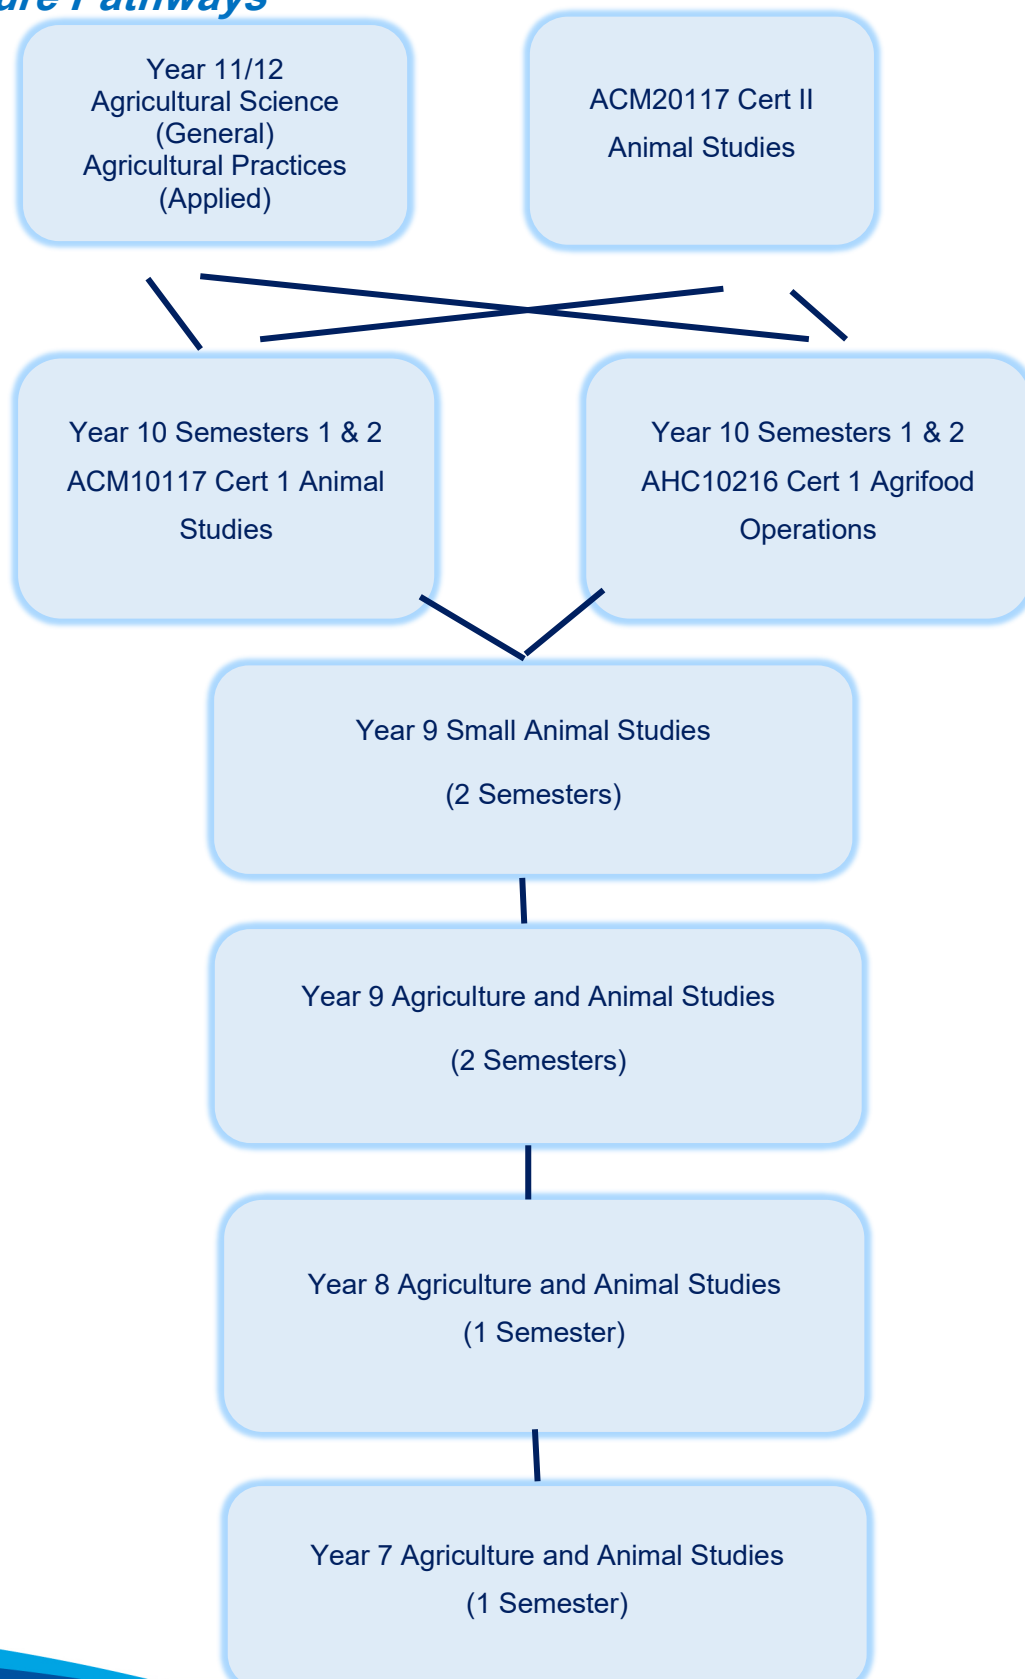 Pathways
Year 11/12
Agricultural Science
(General)
Agricultural Practices
(Applied)
ACM20117 Cert II
Animal Studies
Year 10 Semesters 1 & 2
ACM10117 Cert 1 Animal
Studies
Year 10 Semesters 1 & 2
AHC10216 Cert 1 Agrifood
Operations
Year 9 Small Animal Studies
(2 Semesters)
Year 9 Agriculture and Animal Studies
(2 Semesters)
Year 8 Agriculture and Animal Studies
(1 Semester)
Year 7 Agriculture and Animal Studies
(1 Semester)